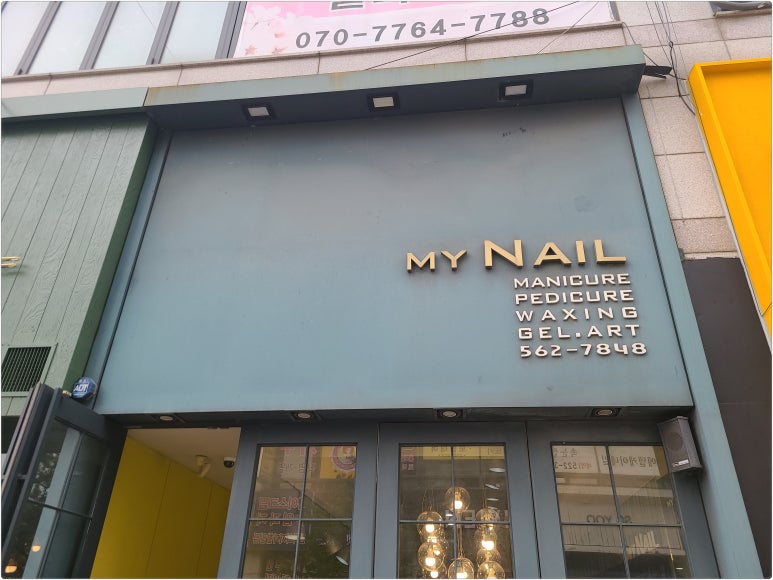 070-7764-7788
MY NAIL
MANICURE
PEDICURE
WAXING
GEL.ART
562-7848